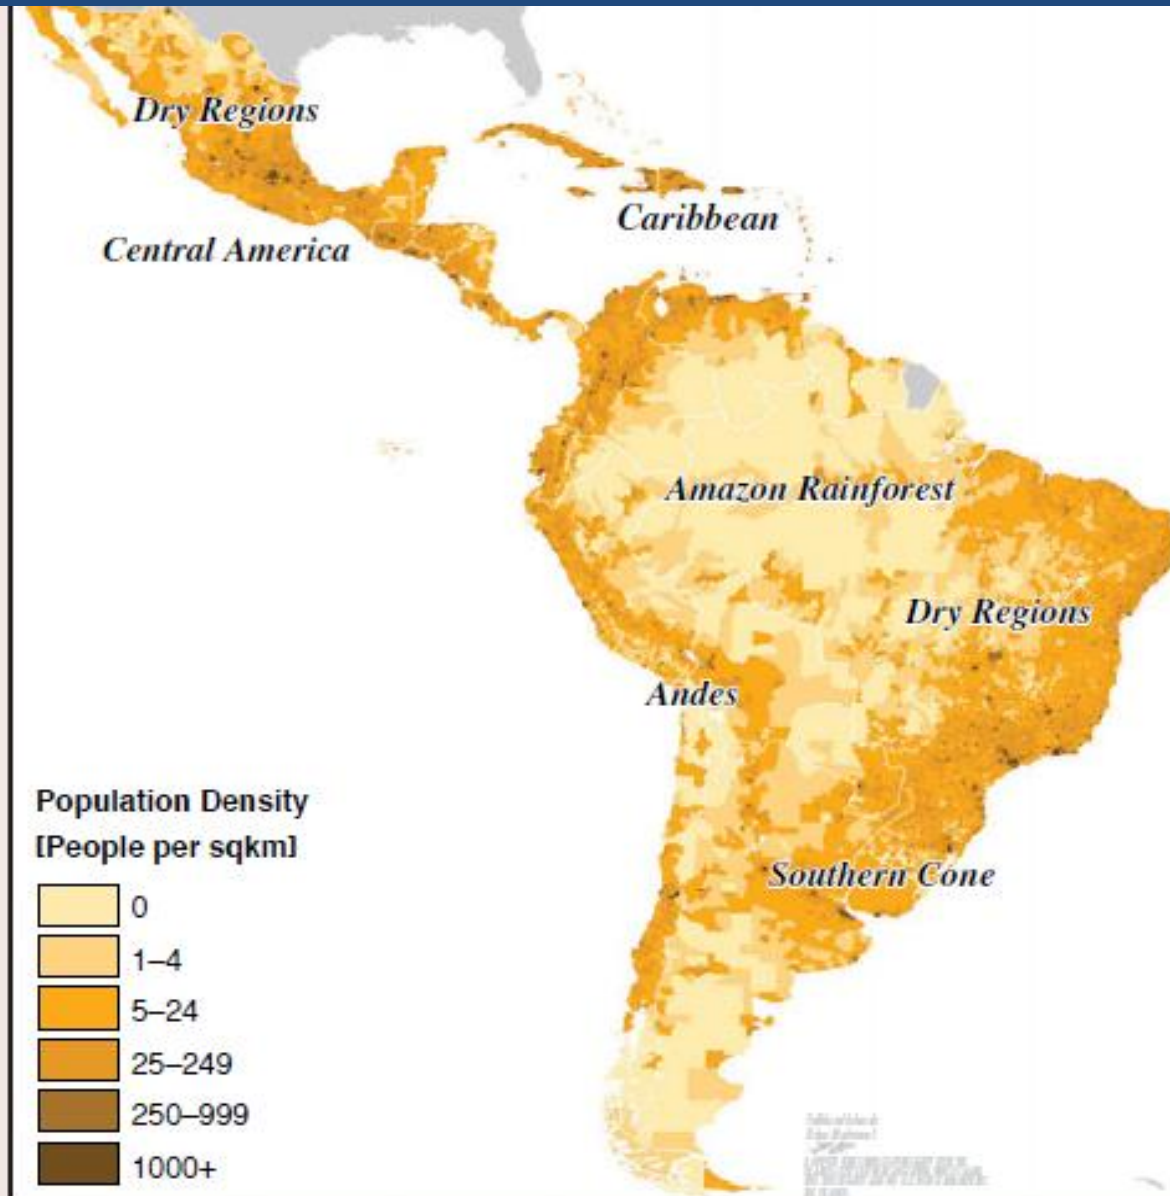 Dry Regions
Caribbean
Central America
Amazon Rainforest
Dry Regions
Andes
Southern Cone
Population Density
[People per sqkm]
0
1–4
5–24
25–249
250–999
1000+